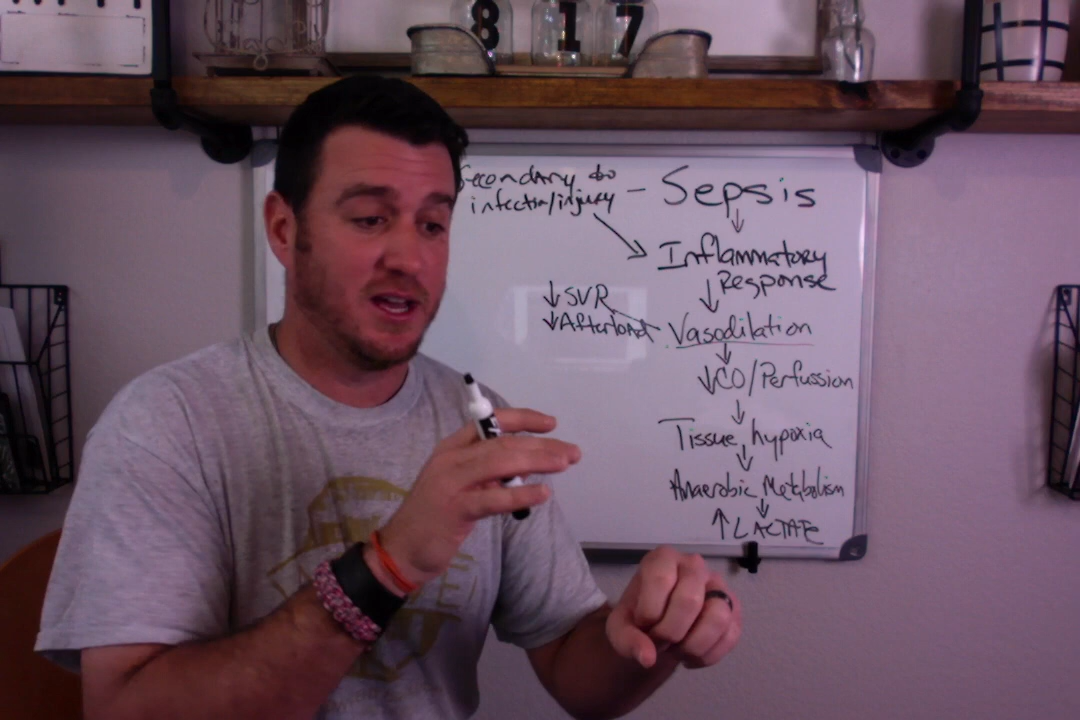 8 1 7
Secondary to
infection/injury - Sepsis
Inflammatory
Response
↓SVR
↓Afterload
Vasodilation
↓CO/Perfussion
Tissue hypoxia
Anaerobic Metabolism
↑LACTATE